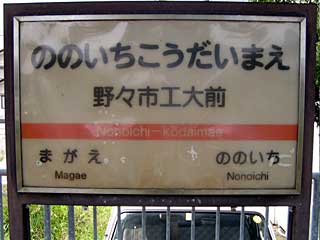 ののいちこうだいまえ
野々市工大前
Nonoichi-kōdaimae
まがえ ののいち
Magae Nonoichi